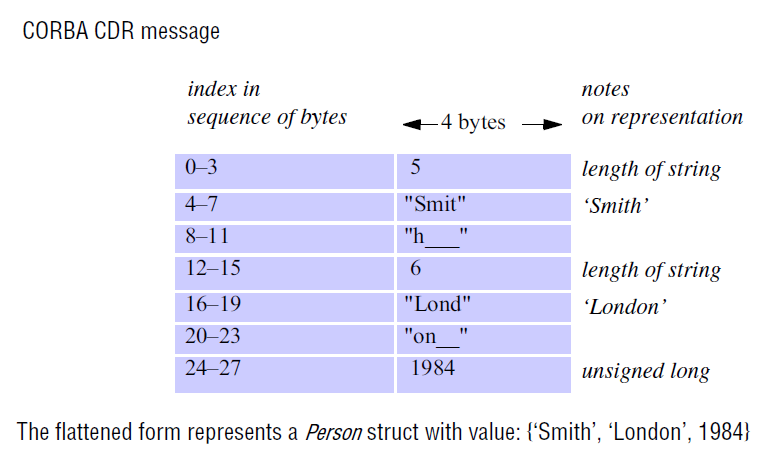 CORBA CDR message
index in sequence of bytes
4 bytes
notes on representation
0–3 5 length of string
4–7 "Smit" ‘Smith’
8–11 "h___"
12–15 6 length of string
16–19 "Lond" ‘London’
20–23 "on__"
24–27 1984 unsigned long
The flattened form represents a Person struct with value: {‘Smith’, ‘London’, 1984}